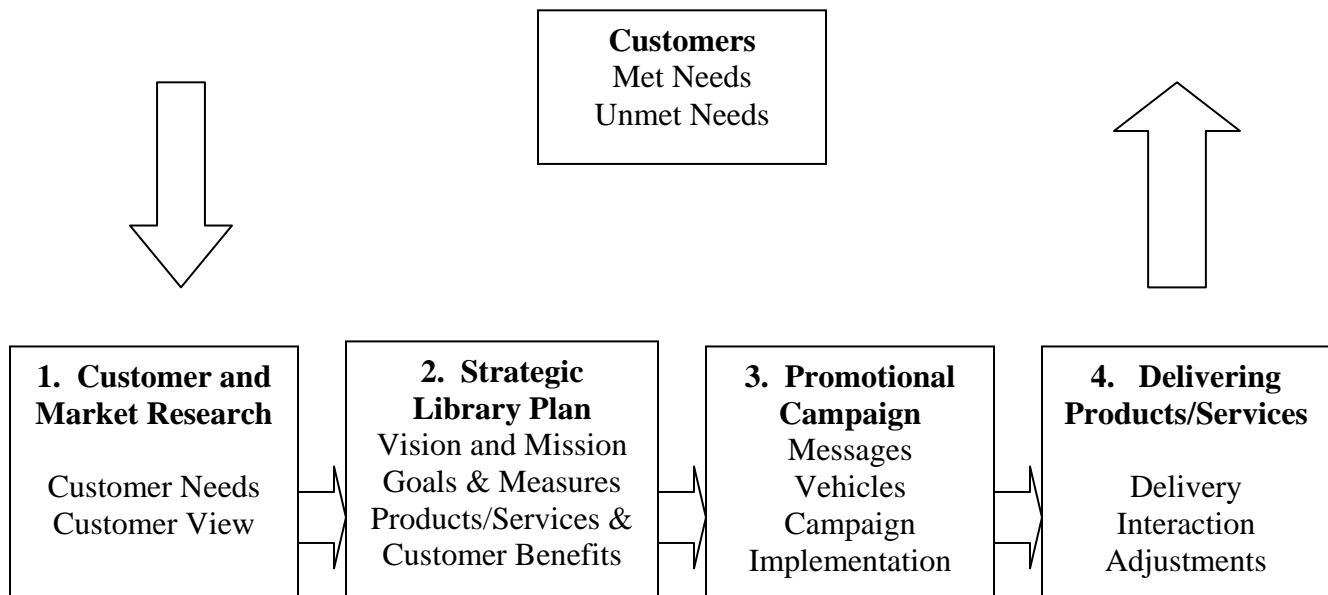 Customers
Met Needs
Unmet Needs
1. Customer and
Market Research
Customer Needs
Customer View
2. Strategic
Library Plan
Vision and Mission
Goals & Measures
Products/Services &
Customer Benefits
3. Promotional
Campaign
Messages
Vehicles
Campaign
Implementation
4. Delivering
Products/Services
Delivery
Interaction
Adjustments